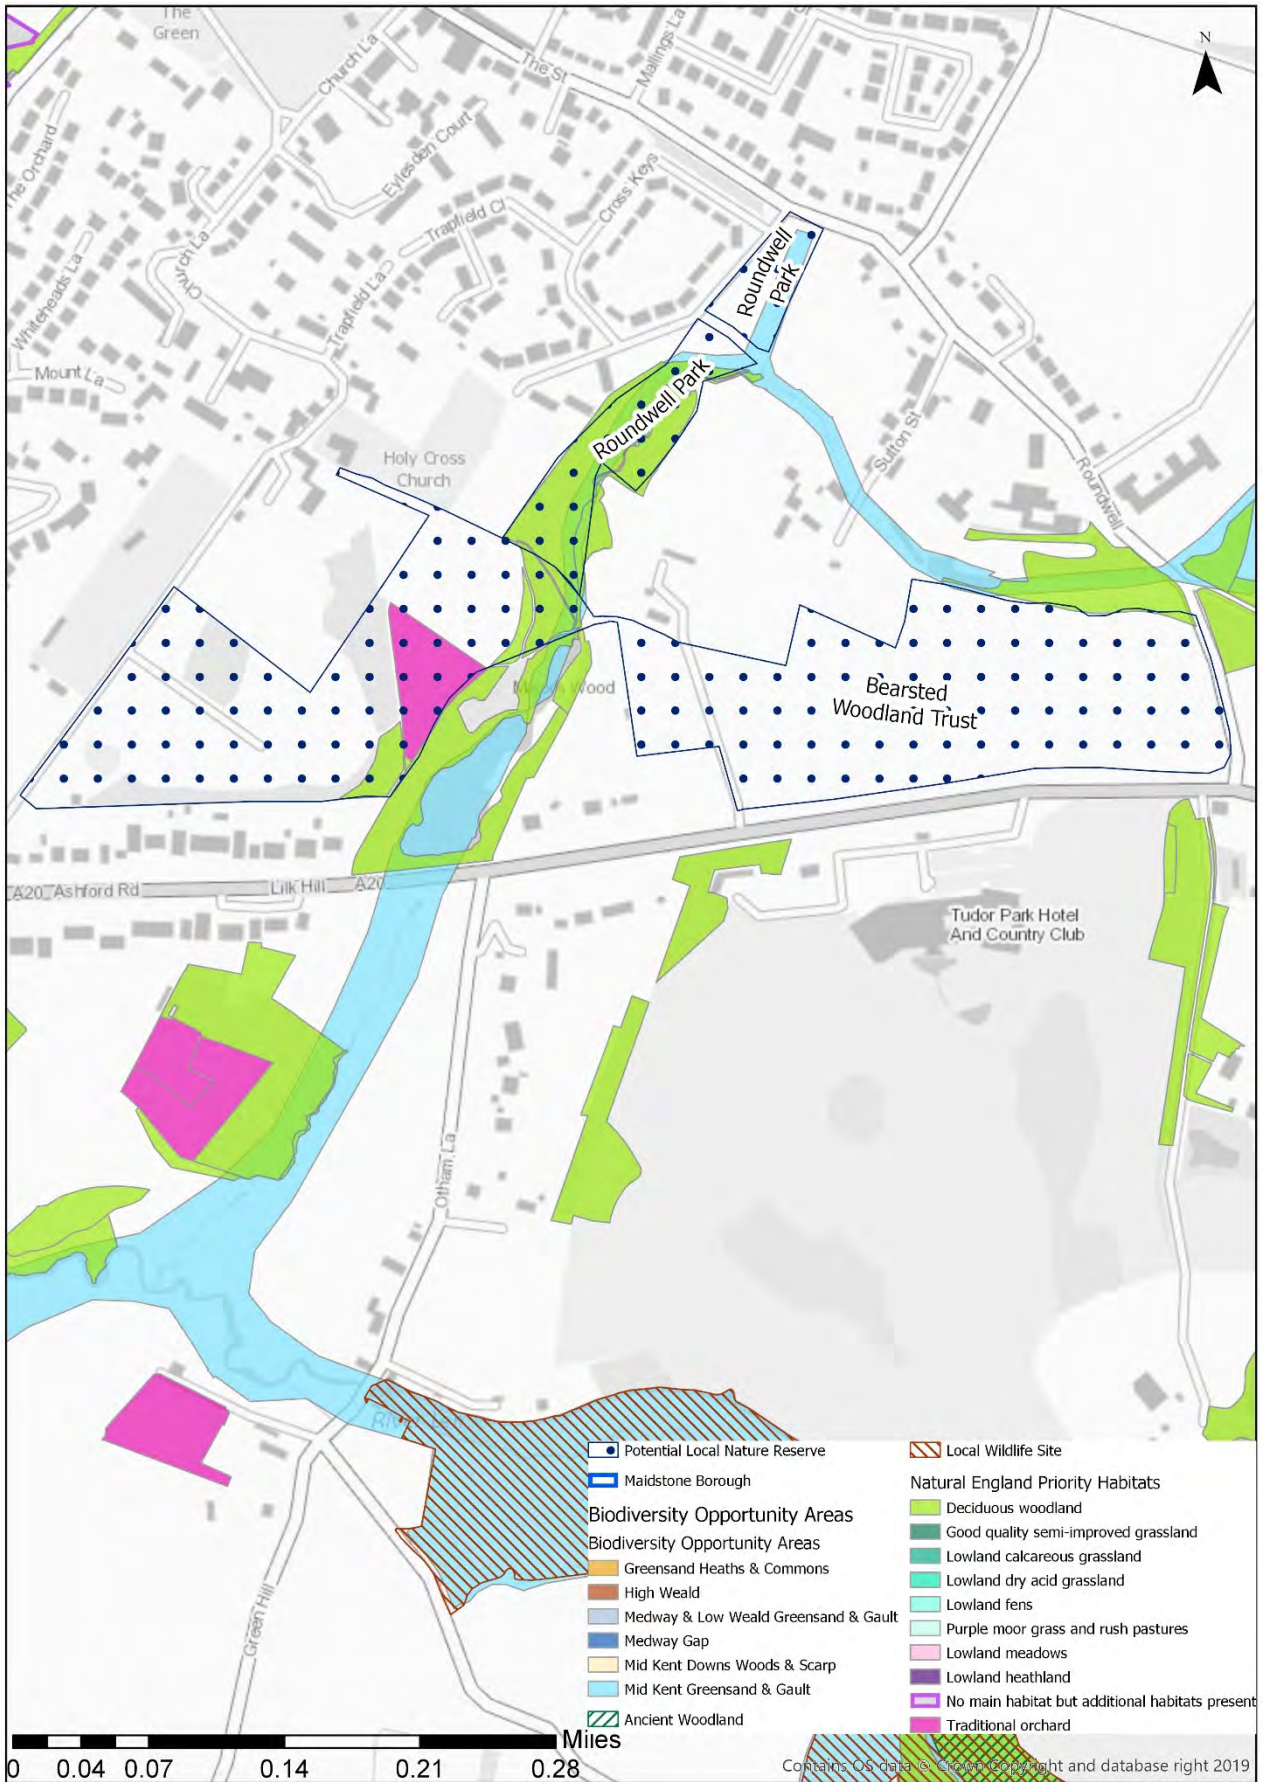 The
Green
Church La
The St
Mallings La
N
The Orchard
Eylesden Court
Cross Keys
Trapfield Cl
Church La
Whiteheads La
Trapfield La
Mount La
Roundwell
Park
Roundwell Park
Holy Cross
Church
Sutton St
Roundwell
Bearsted
Woodland Trust
Wood
A20 Ashford Rd
Lilk Hill
A20
Tudor Park Hotel
And Country Club
Otham La
Green Hill
Potential Local Nature Reserve
Maidstone Borough
Biodiversity Opportunity Areas
Biodiversity Opportunity Areas
Greensand Heaths & Commons
High Weald
Medway & Low Weald Greensand & Gault
Medway Gap
Mid Kent Downs Woods & Scarp
Mid Kent Greensand & Gault
Ancient Woodland
Local Wildlife Site
Natural England Priority Habitats
Deciduous woodland
Good quality semi-improved grassland
Lowland calcareous grassland
Lowland dry acid grassland
Lowland fens
Purple moor grass and rush pastures
Lowland meadows
Lowland heathland
No main habitat but additional habitats present
Traditional orchard
Miles
0 0.04 0.07 0.14 0.21 0.28
Contains OS data © Crown Copyright and database right 2019